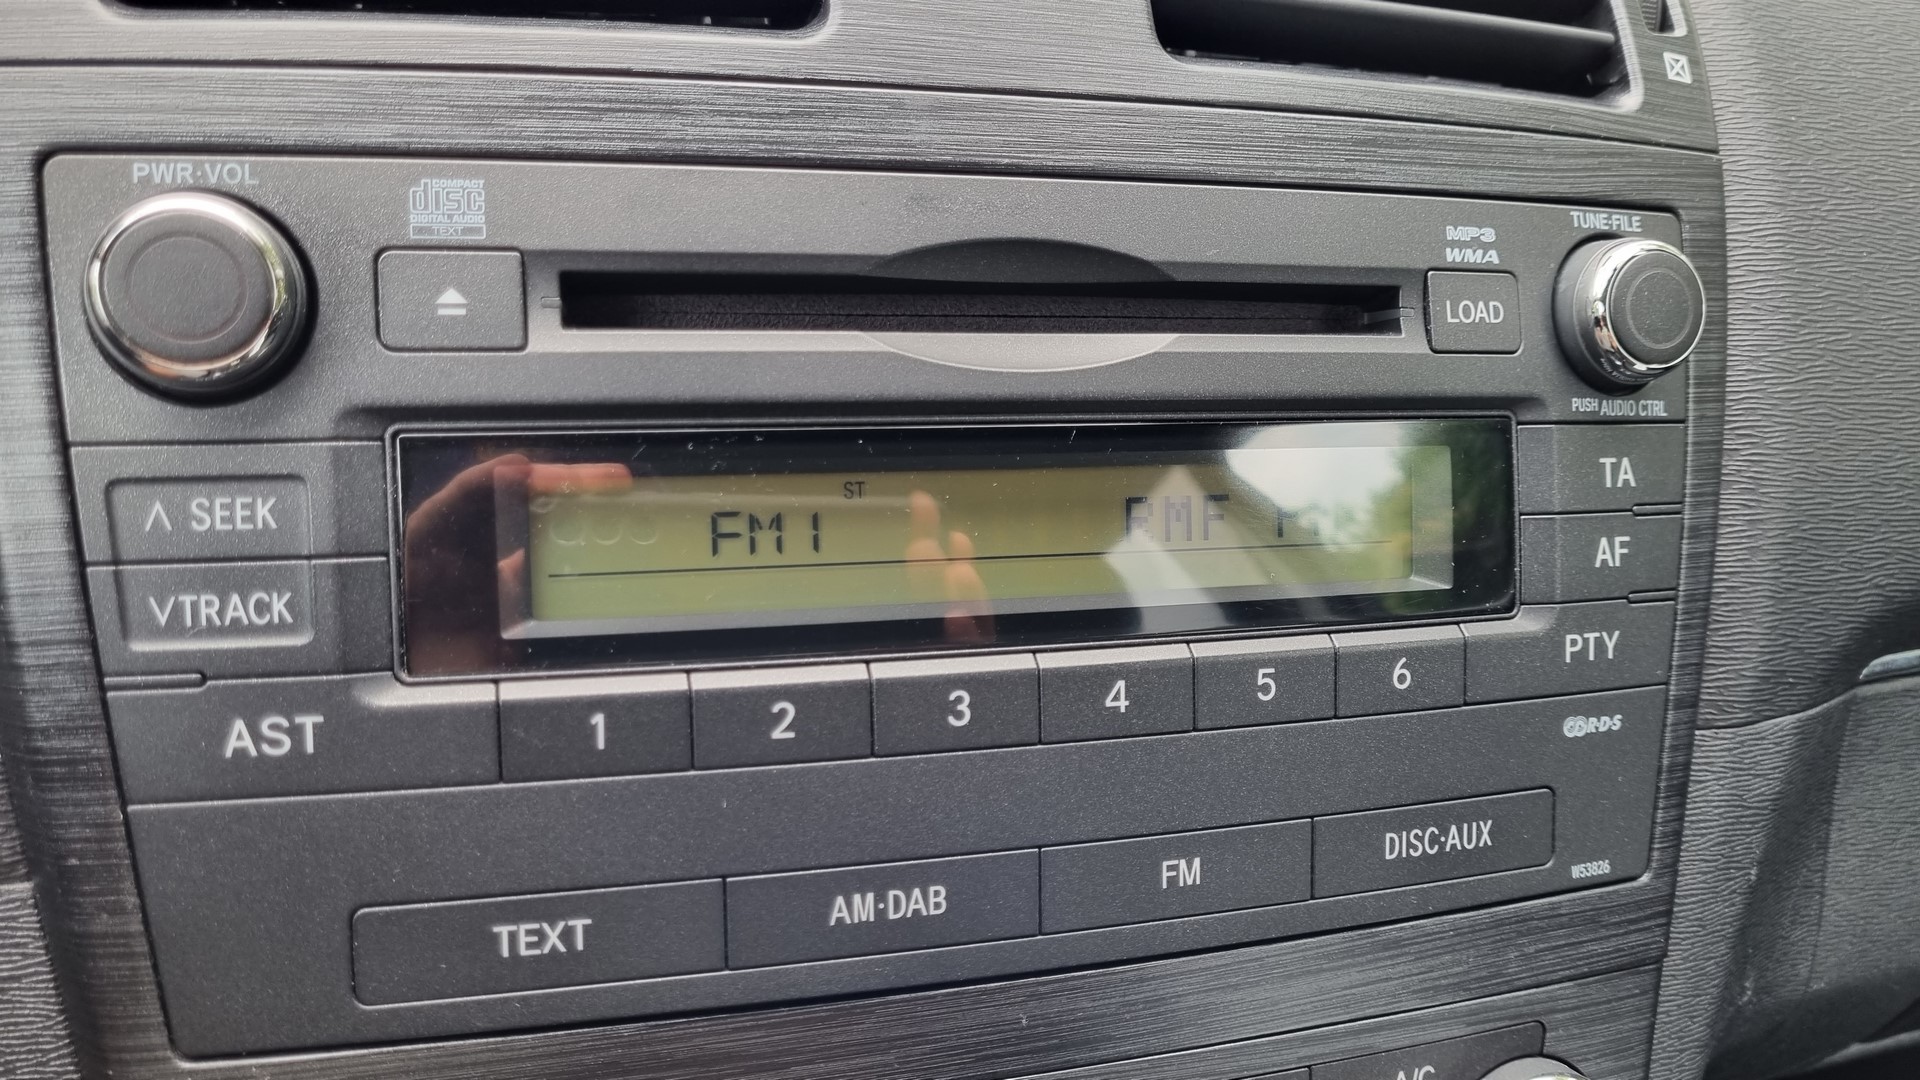 PWR·VOL
COMPACT
disc
DIGITAL AUDIO
TEXT
MP3
WMA
LOAD
TUNE·FILE
PUSH AUDIO CTRL
ST
FM1
RMF
SEEK
TRACK
TA
AF
PTY
AST
1 2 3 4 5 6
R·D·S
TEXT
AM·DAB
FM
DISC·AUX
W53826
A/C